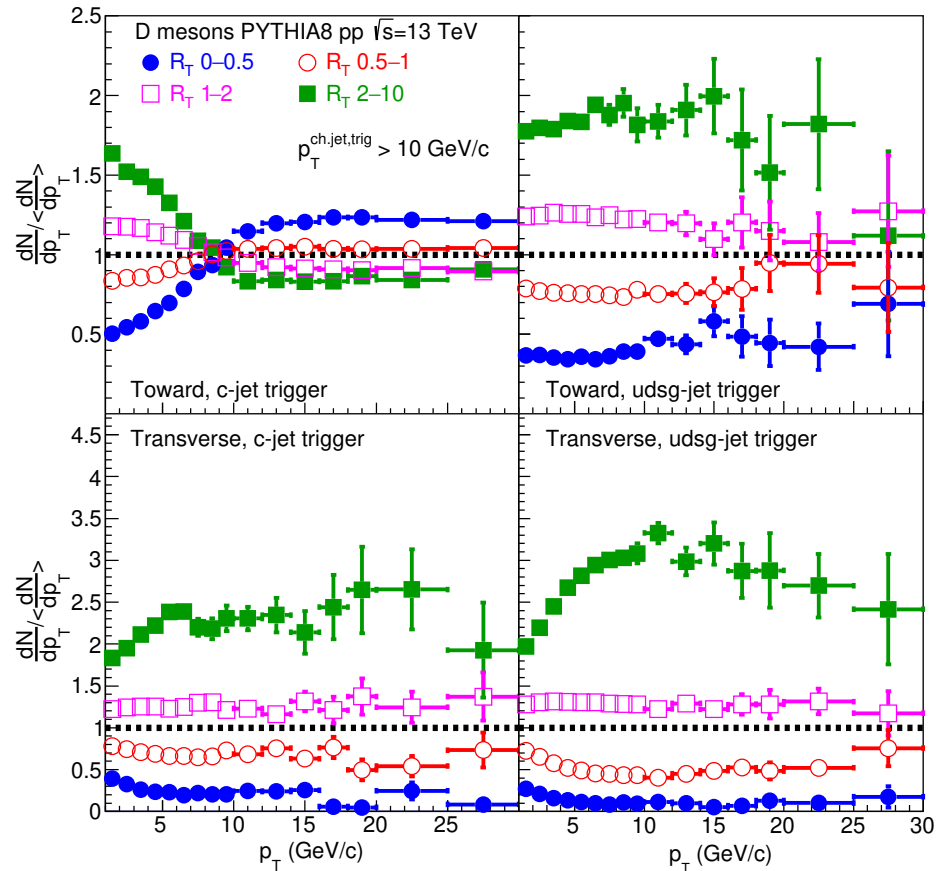 D mesons PYTHIA8 pp √s=13 TeV
R_T 0–0.5
R_T 0.5–1
R_T 1–2
R_T 2–10
p_T^ch.jet,trig > 10 GeV/c
dN/dp_T / <dN/dp_T>
2.5
2
1.5
1
0.5
Toward, c-jet trigger
Toward, udsg-jet trigger
Transverse, c-jet trigger
Transverse, udsg-jet trigger
dN/dp_T / <dN/dp_T>
4.5
4
3.5
3
2.5
2
1.5
1
0.5
0
5 10 15 20 25
5 10 15 20 25 30
p_T (GeV/c)
p_T (GeV/c)